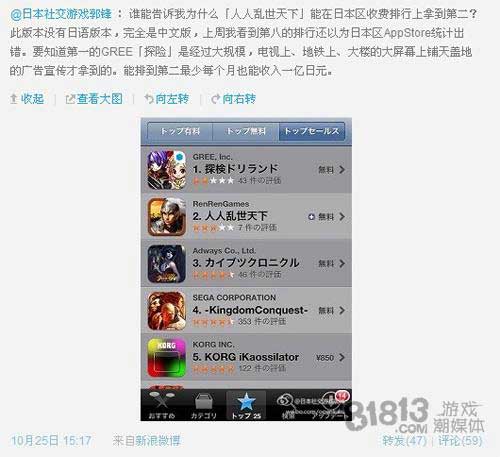 @日本社交游戏郭锋：谁能告诉我为什么「人人乱世天下」能在日本区收费排行上拿到第二？
此版本没有日语版本，完全是中文版，上周我看到第八的排行还以为日本区AppStore统计出
错。要知道第一的GREE「探险」是经过大规模，电视上、地铁上、大楼的大屏幕上铺天盖地
的广告宣传才拿到的。能排到第二最少每个月也能收入一亿日元。
收起 查看大图 向左转 向右转
トップ有料 トップ無料 トップセールス
GREE, Inc.
1. 探検ドリランド 無料
43 件の評価
RenRenGames
2. 人人乱世天下 無料
7 件の評価
Adways Co., Ltd.
3. カイブツクロニクル 無料
46 件の評価
SEGA CORPORATION
4. -KingdomConquest- 無料
353 件の評価
KORG INC.
5. KORG iKaossilator ¥850
122 件の評価
14
おすすめ カテゴリ トップ 25 検索 アップデート
81813 游戏
潮媒体
10月25日 15:17 来自新浪微博 转发(47) | 评论(59)